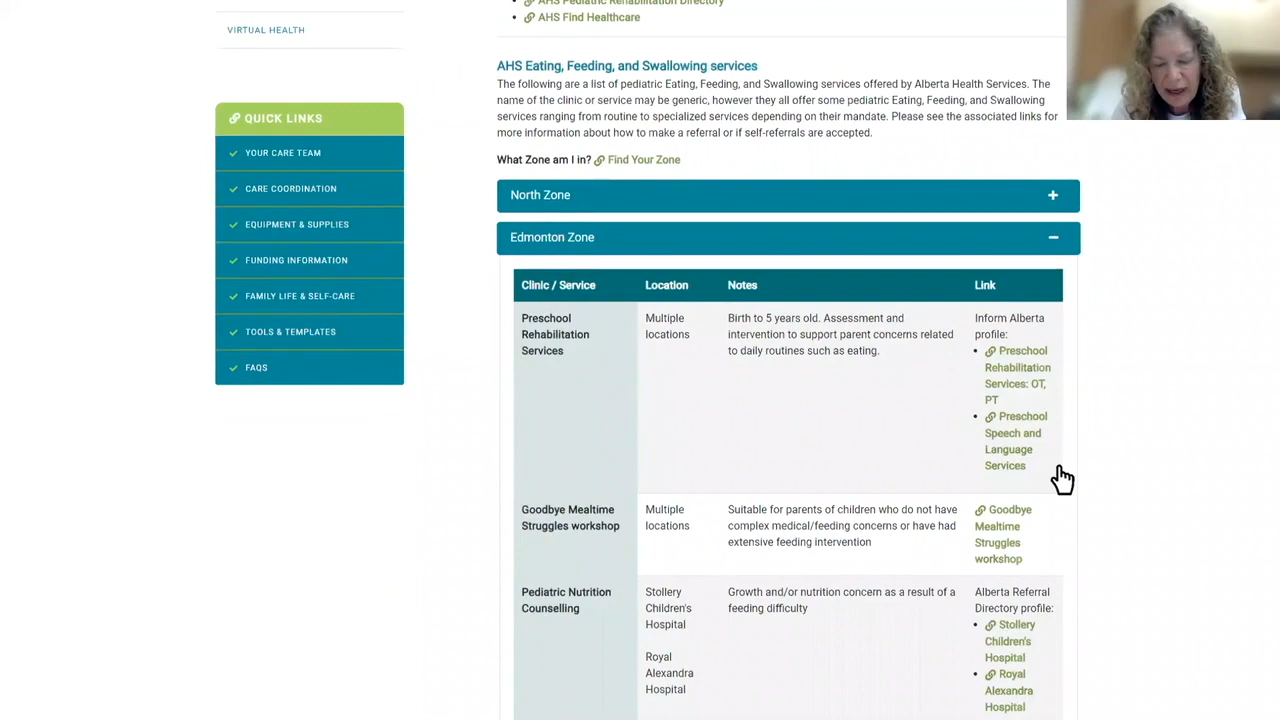 AHS Pediatric Rehabilitation Directory
AHS Find Healthcare
VIRTUAL HEALTH
AHS Eating, Feeding, and Swallowing services
The following are a list of pediatric Eating, Feeding, and Swallowing services offered by Alberta Health Services. The
name of the clinic or service may be generic, however they all offer some pediatric Eating, Feeding, and Swallowing
services ranging from routine to specialized services depending on their mandate. Please see the associated links for
more information about how to make a referral or if self-referrals are accepted.
QUICK LINKS
YOUR CARE TEAM
CARE COORDINATION
EQUIPMENT & SUPPLIES
FUNDING INFORMATION
FAMILY LIFE & SELF-CARE
TOOLS & TEMPLATES
FAQS
What Zone am I in? Find Your Zone
North Zone
Edmonton Zone
Clinic / Service Location Notes Link
Preschool
Rehabilitation
Services
Multiple
locations
Birth to 5 years old. Assessment and
intervention to support parent concerns related
to daily routines such as eating.
Inform Alberta
profile:
Preschool
Rehabilitation
Services: OT,
PT
Preschool
Speech and
Language
Services
Goodbye Mealtime
Struggles workshop
Multiple
locations
Suitable for parents of children who do not have
complex medical/feeding concerns or have had
extensive feeding intervention
Goodbye
Mealtime
Struggles
workshop
Pediatric Nutrition
Counselling
Stollery
Children's
Hospital
Royal
Alexandra
Hospital
Growth and/or nutrition concern as a result of a
feeding difficulty
Alberta Referral
Directory profile:
Stollery
Children's
Hospital
Royal
Alexandra
Hospital